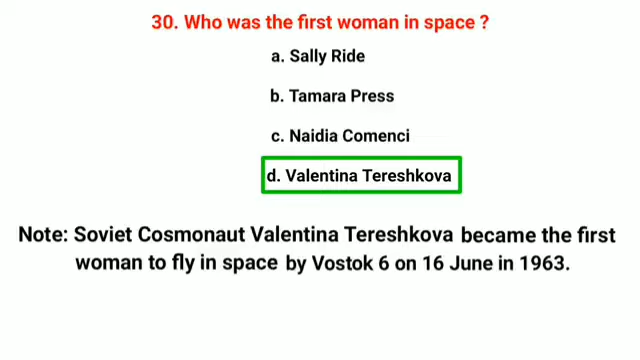 30. Who was the first woman in space ?
a. Sally Ride
b. Tamara Press
c. Naidia Comenci
d. Valentina Tereshkova
Note: Soviet Cosmonaut Valentina Tereshkova became the first
woman to fly in space by Vostok 6 on 16 June in 1963.